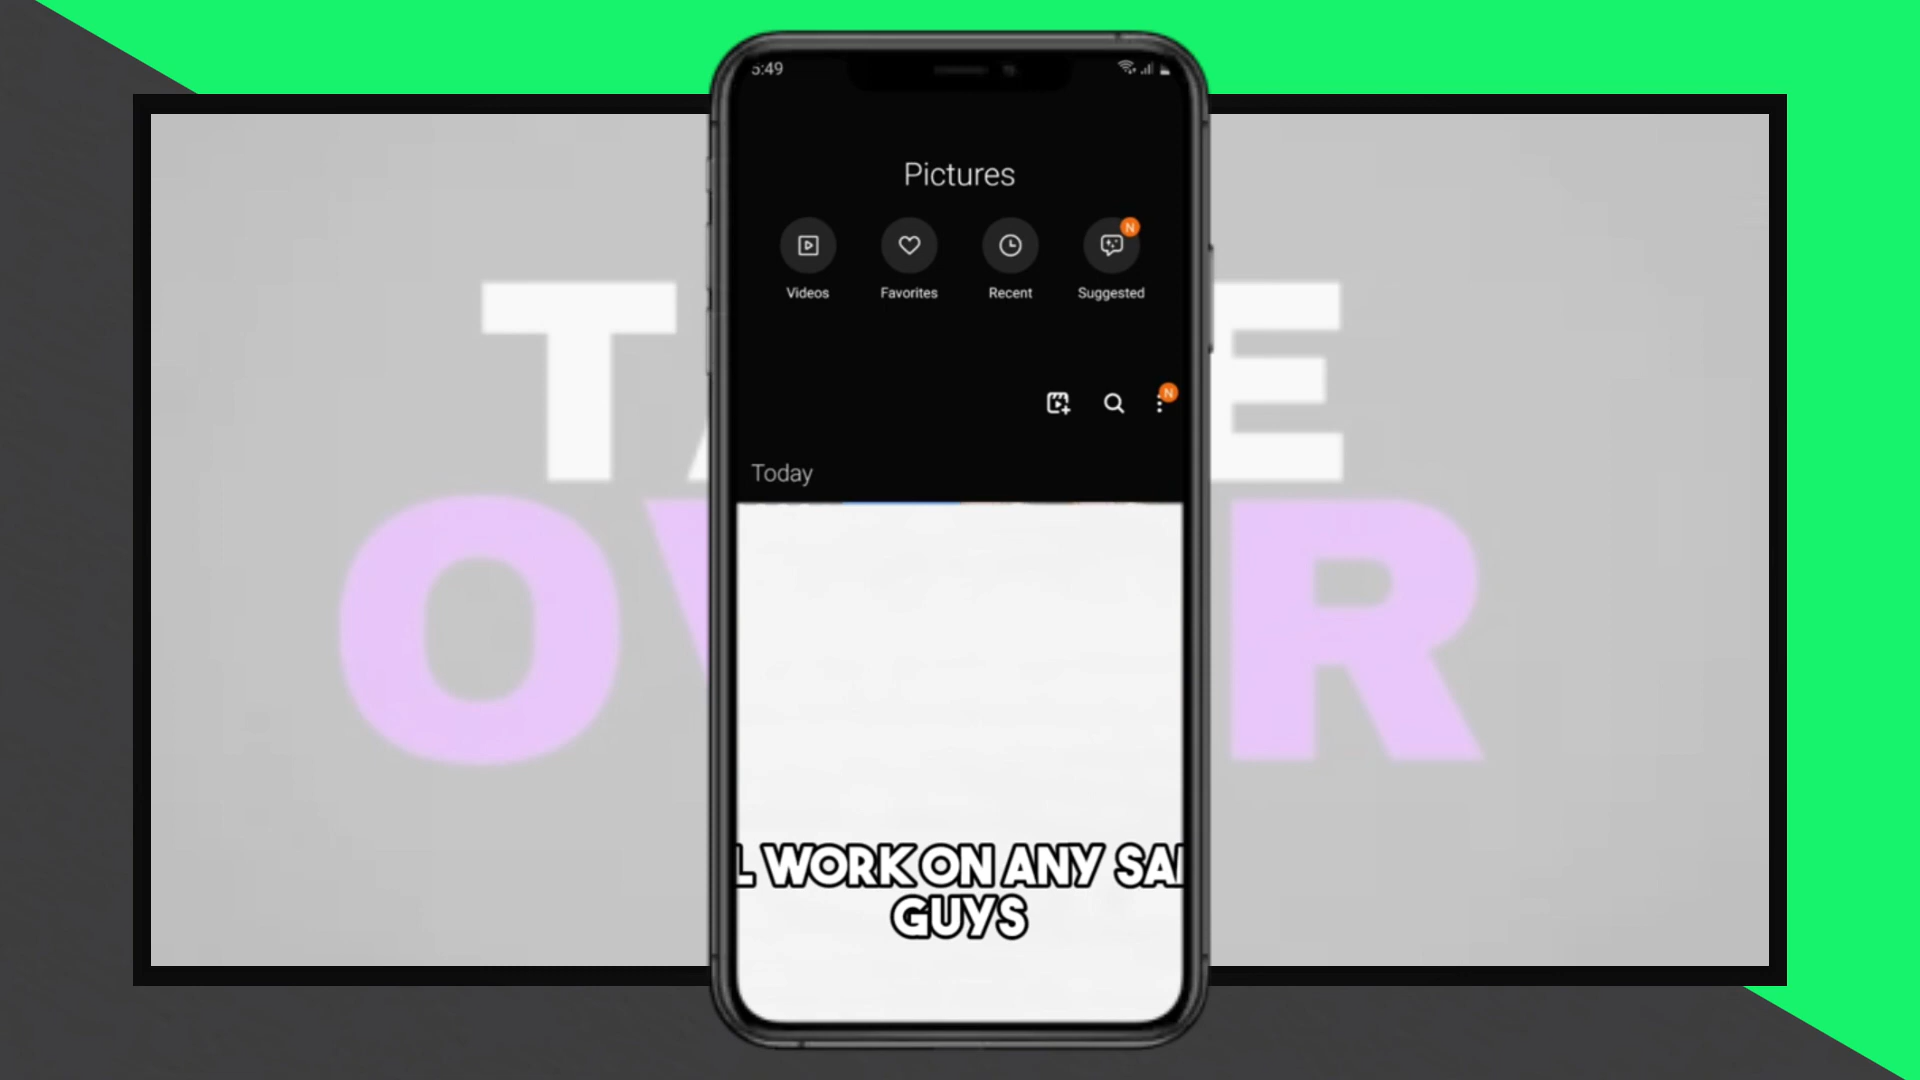 5:49
Pictures
N
Videos Favorites Recent Suggested
N
Today
WORK ON ANY
GUYS